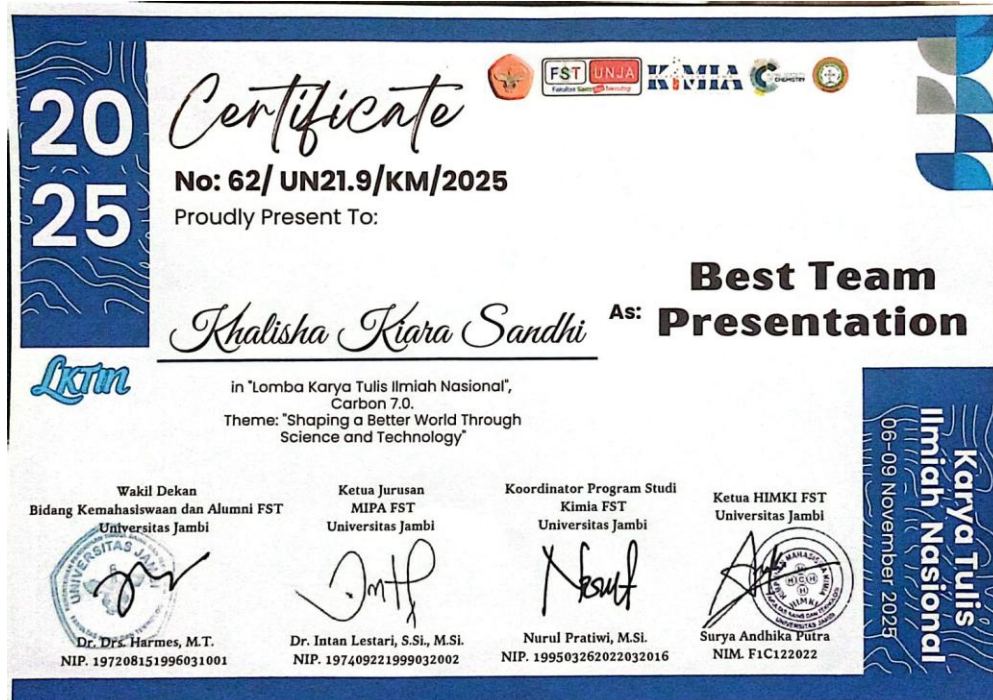 20
25
Certificate
FST UNJA
KIMIA
CHEMISTRY
No: 62/ UN21.9/KM/2025
Proudly Present To:
Khalisha Kiara Sandhi
As:
Best Team
Presentation
LKTIN
in "Lomba Karya Tulis Ilmiah Nasional",
Carbon 7.0.
Theme: "Shaping a Better World Through
Science and Technology"
Karya Tulis
Ilmiah Nasional
06-09 November 2025
Wakil Dekan
Bidang Kemahasiswaan dan Alumni FST
Universitas Jambi
Dr. Drs. Harmes, M.T.
NIP. 197208151996031001
Ketua Jurusan
MIPA FST
Universitas Jambi
Dr. Intan Lestari, S.Si., M.Si.
NIP. 197409221999032002
Koordinator Program Studi
Kimia FST
Universitas Jambi
Nurul Pratiwi, M.Si.
NIP. 199503262022032016
Ketua HIMKI FST
Universitas Jambi
Surya Andhika Putra
NIM. F1C122022